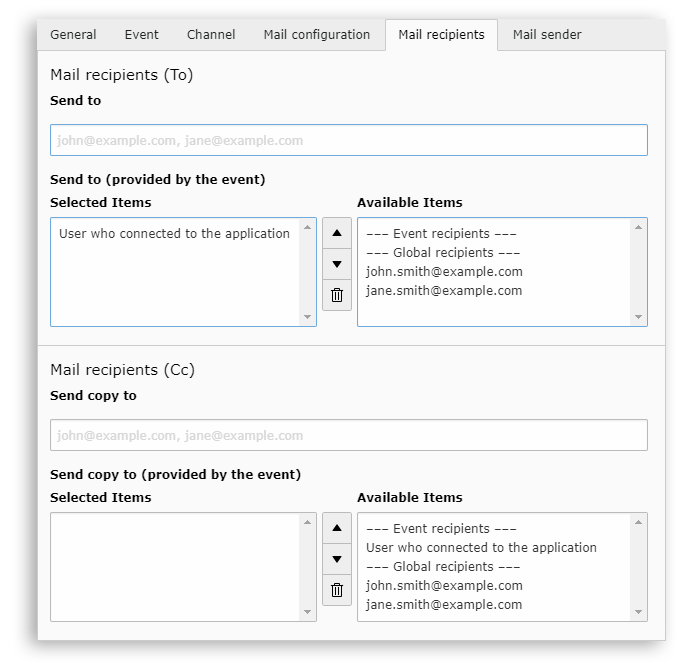 General Event Channel Mail configuration Mail recipients Mail sender
Mail recipients (To)
Send to
john@example.com, jane@example.com
Send to (provided by the event)
Selected Items Available Items
User who connected to the application
--- Event recipients ---
--- Global recipients ---
john.smith@example.com
jane.smith@example.com
Mail recipients (Cc)
Send copy to
john@example.com, jane@example.com
Send copy to (provided by the event)
Selected Items Available Items
--- Event recipients ---
User who connected to the application
--- Global recipients ---
john.smith@example.com
jane.smith@example.com